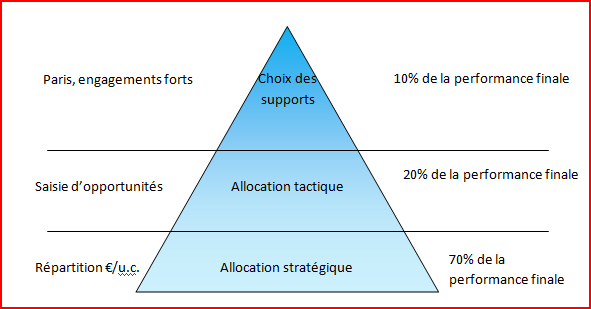 Paris, engagements forts
Choix des
supports
10% de la performance finale
Saisie d’opportunités
Allocation tactique
20% de la performance finale
Répartition €/u.c.
Allocation stratégique
70% de la
performance finale